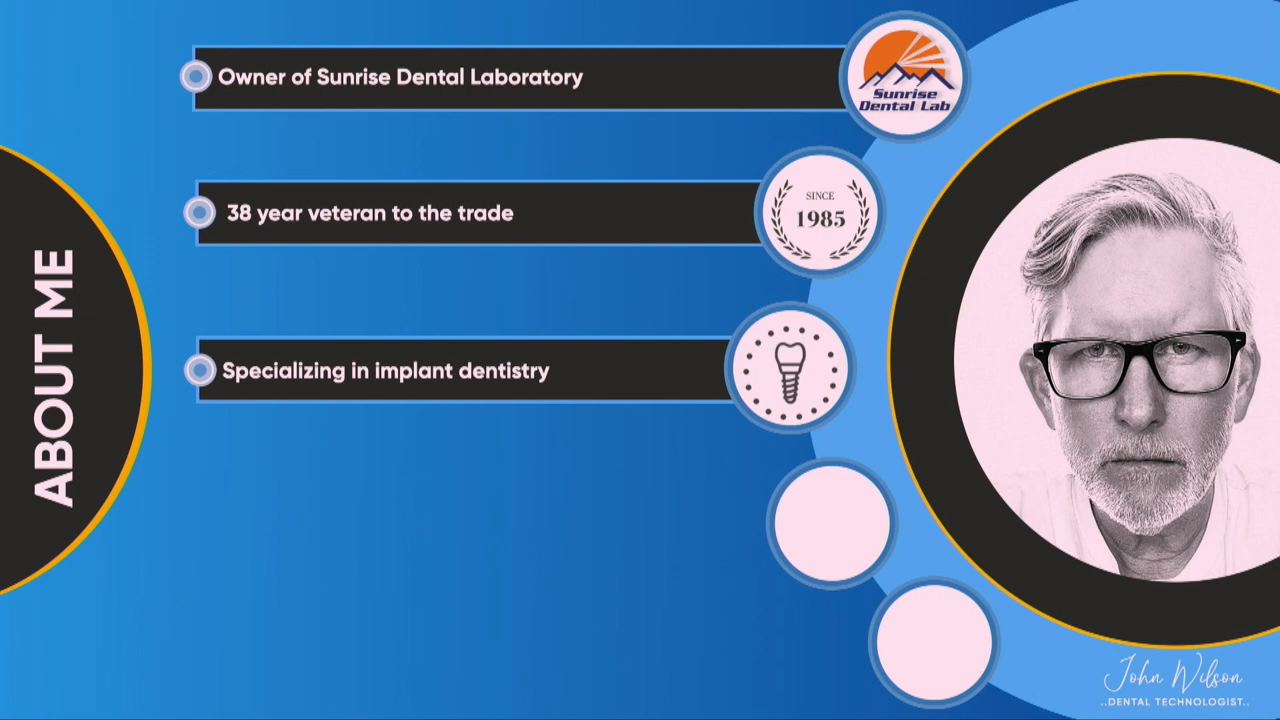 ABOUT ME
Owner of Sunrise Dental Laboratory
Sunrise
Dental Lab
38 year veteran to the trade
SINCE
1985
Specializing in implant dentistry
John Wilson
..DENTAL TECHNOLOGIST..